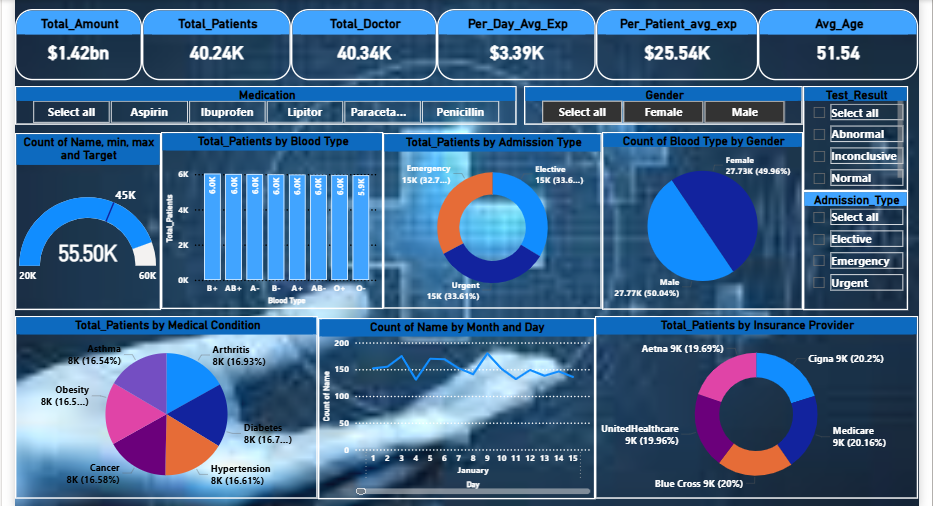 Total_Amount
$1.42bn
Total_Patients
40.24K
Total_Doctor
40.34K
Per_Day_Avg_Exp
$3.39K
Per_Patient_avg_exp
$25.54K
Avg_Age
51.54
Medication
Select all
Aspirin
Ibuprofen
Lipitor
Paraceta...
Penicillin
Gender
Select all
Female
Male
Test_Result
Select all
Abnormal
Inconclusive
Normal
Admission_Type
Select all
Elective
Emergency
Urgent
Count of Name, min, max
and Target
45K
55.50K
20K
60K
Total_Patients by Blood Type
Total_Patients
6K
4K
2K
0K
6.0K
6.0K
6.0K
6.0K
6.0K
6.0K
6.0K
5.9K
B+
AB+
A-
B-
A+
AB-
O+
O-
Blood Type
Total_Patients by Admission Type
Emergency
15K (32.7...)
Elective
15K (33.6...)
Urgent
15K (33.61%)
Count of Blood Type by Gender
Female
27.73K (49.96%)
Male
27.77K (50.04%)
Total_Patients by Medical Condition
Asthma
8K (16.54%)
Arthritis
8K (16.93%)
Obesity
8K (16.5...)
Diabetes
8K (16.7...)
Cancer
8K (16.58%)
Hypertension
8K (16.61%)
Count of Name by Month and Day
Count of Name
200
150
100
50
0
1 2 3 4 5 6 7 8 9 10 11 12 13 14 15
January
Day
Total_Patients by Insurance Provider
Aetna 9K (19.69%)
Cigna 9K (20.2%)
UnitedHealthcare
9K (19.96%)
Medicare
9K (20.16%)
Blue Cross 9K (20%)